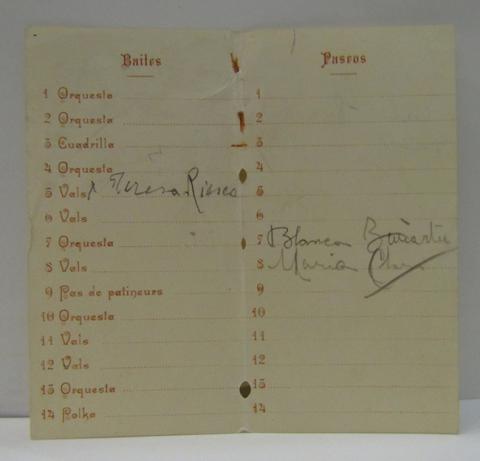 Bailes
1 Orquesta
2 Orquesta
3 Cuadrilla
4 Orquesta
5 Vals Teresa
6 Vals
7 Orquesta
8 Vals
9 Pas de patineurs
10 Orquesta
11 Vals
12 Vals
13 Orquesta
14 Polka
Paseos
1
2
3
4
5
6
7 Blanca
8 Maria
9
10
11
12
13
14